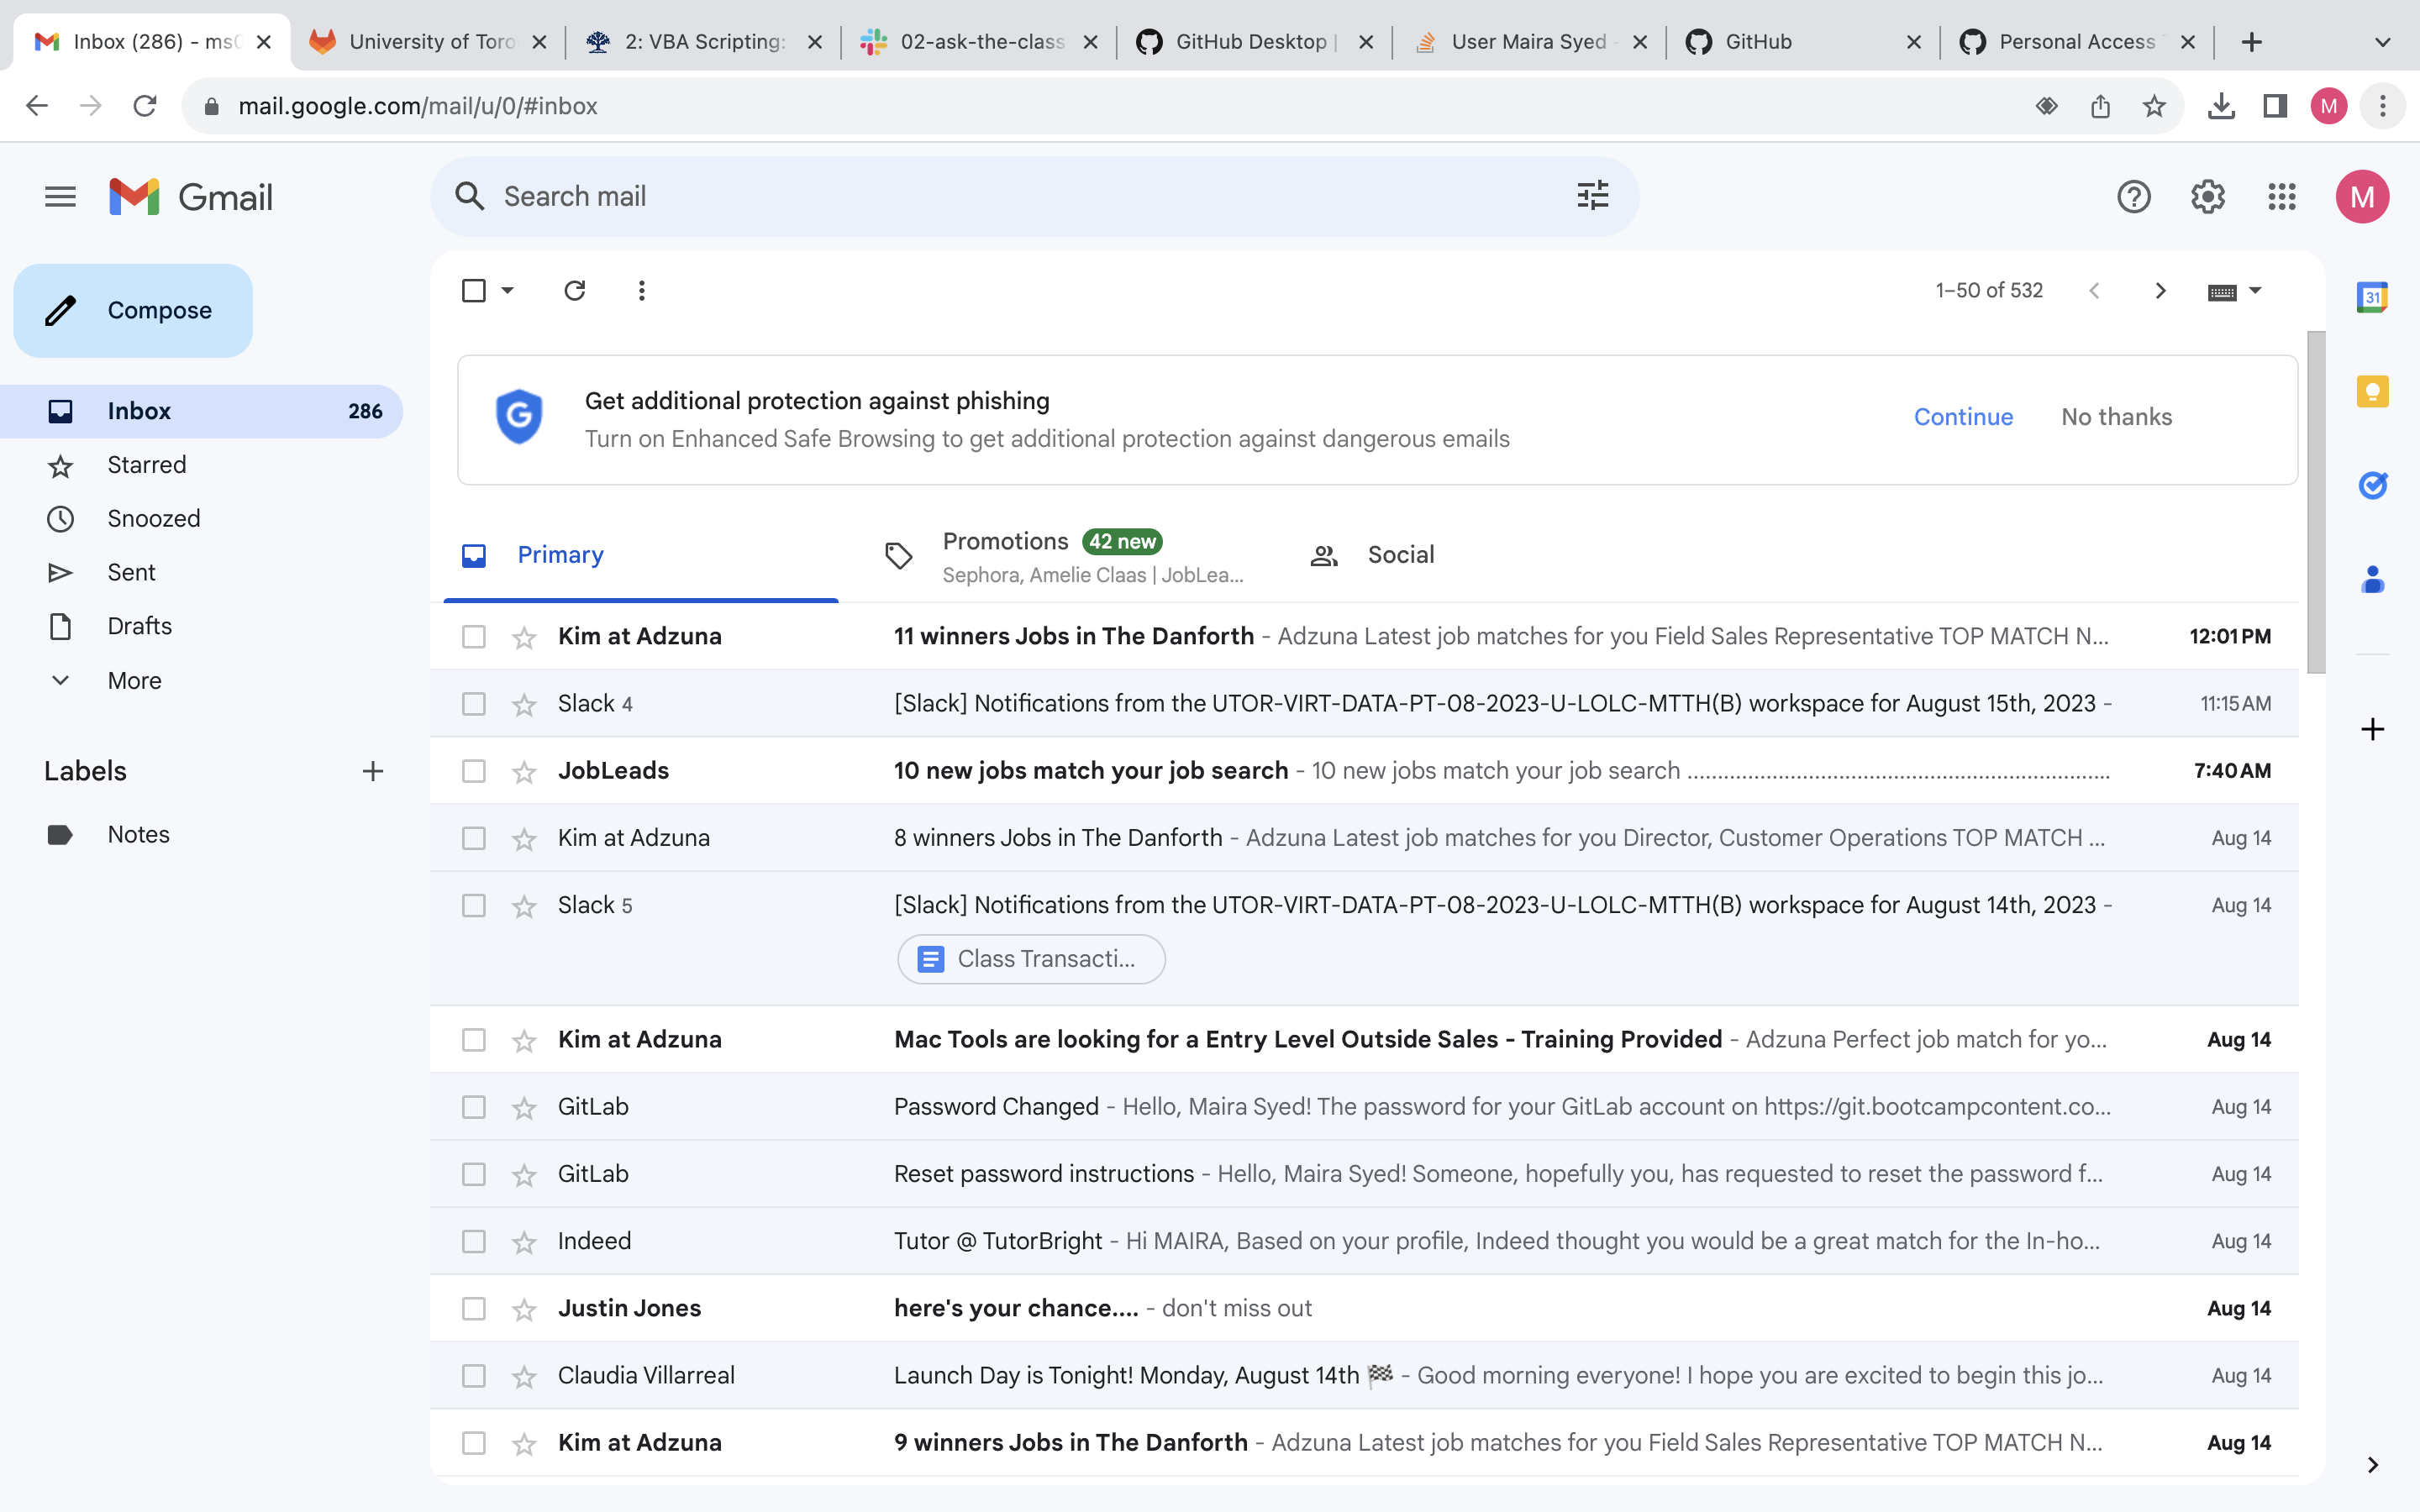 Inbox (286) - ms
University of Toro
2: VBA Scripting:
02-ask-the-class
GitHub Desktop |
User Maira Syed -
GitHub
Personal Access
mail.google.com/mail/u/0/#inbox
M
Gmail
Search mail
M
Compose
1–50 of 532
31
G
Get additional protection against phishing
Turn on Enhanced Safe Browsing to get additional protection against dangerous emails
Continue
No thanks
Inbox 286
Starred
Snoozed
Sent
Drafts
More
Labels
Notes
Primary
Promotions 42 new
Sephora, Amelie Claas | JobLea...
Social
Kim at Adzuna 11 winners Jobs in The Danforth - Adzuna Latest job matches for you Field Sales Representative TOP MATCH N... 12:01 PM
Slack 4 [Slack] Notifications from the UTOR-VIRT-DATA-PT-08-2023-U-LOLC-MTTH(B) workspace for August 15th, 2023 - 11:15 AM
JobLeads 10 new jobs match your job search - 10 new jobs match your job search ................................................................ 7:40 AM
Kim at Adzuna 8 winners Jobs in The Danforth - Adzuna Latest job matches for you Director, Customer Operations TOP MATCH ... Aug 14
Slack 5 [Slack] Notifications from the UTOR-VIRT-DATA-PT-08-2023-U-LOLC-MTTH(B) workspace for August 14th, 2023 - Aug 14
Class Transacti...
Kim at Adzuna Mac Tools are looking for a Entry Level Outside Sales - Training Provided - Adzuna Perfect job match for yo... Aug 14
GitLab Password Changed - Hello, Maira Syed! The password for your GitLab account on https://git.bootcampcontent.co... Aug 14
GitLab Reset password instructions - Hello, Maira Syed! Someone, hopefully you, has requested to reset the password f... Aug 14
Indeed Tutor @ TutorBright - Hi MAIRA, Based on your profile, Indeed thought you would be a great match for the In-ho... Aug 14
Justin Jones here's your chance.... - don't miss out Aug 14
Claudia Villarreal Launch Day is Tonight! Monday, August 14th 🏁 - Good morning everyone! I hope you are excited to begin this jo... Aug 14
Kim at Adzuna 9 winners Jobs in The Danforth - Adzuna Latest job matches for you Field Sales Representative TOP MATCH N... Aug 14